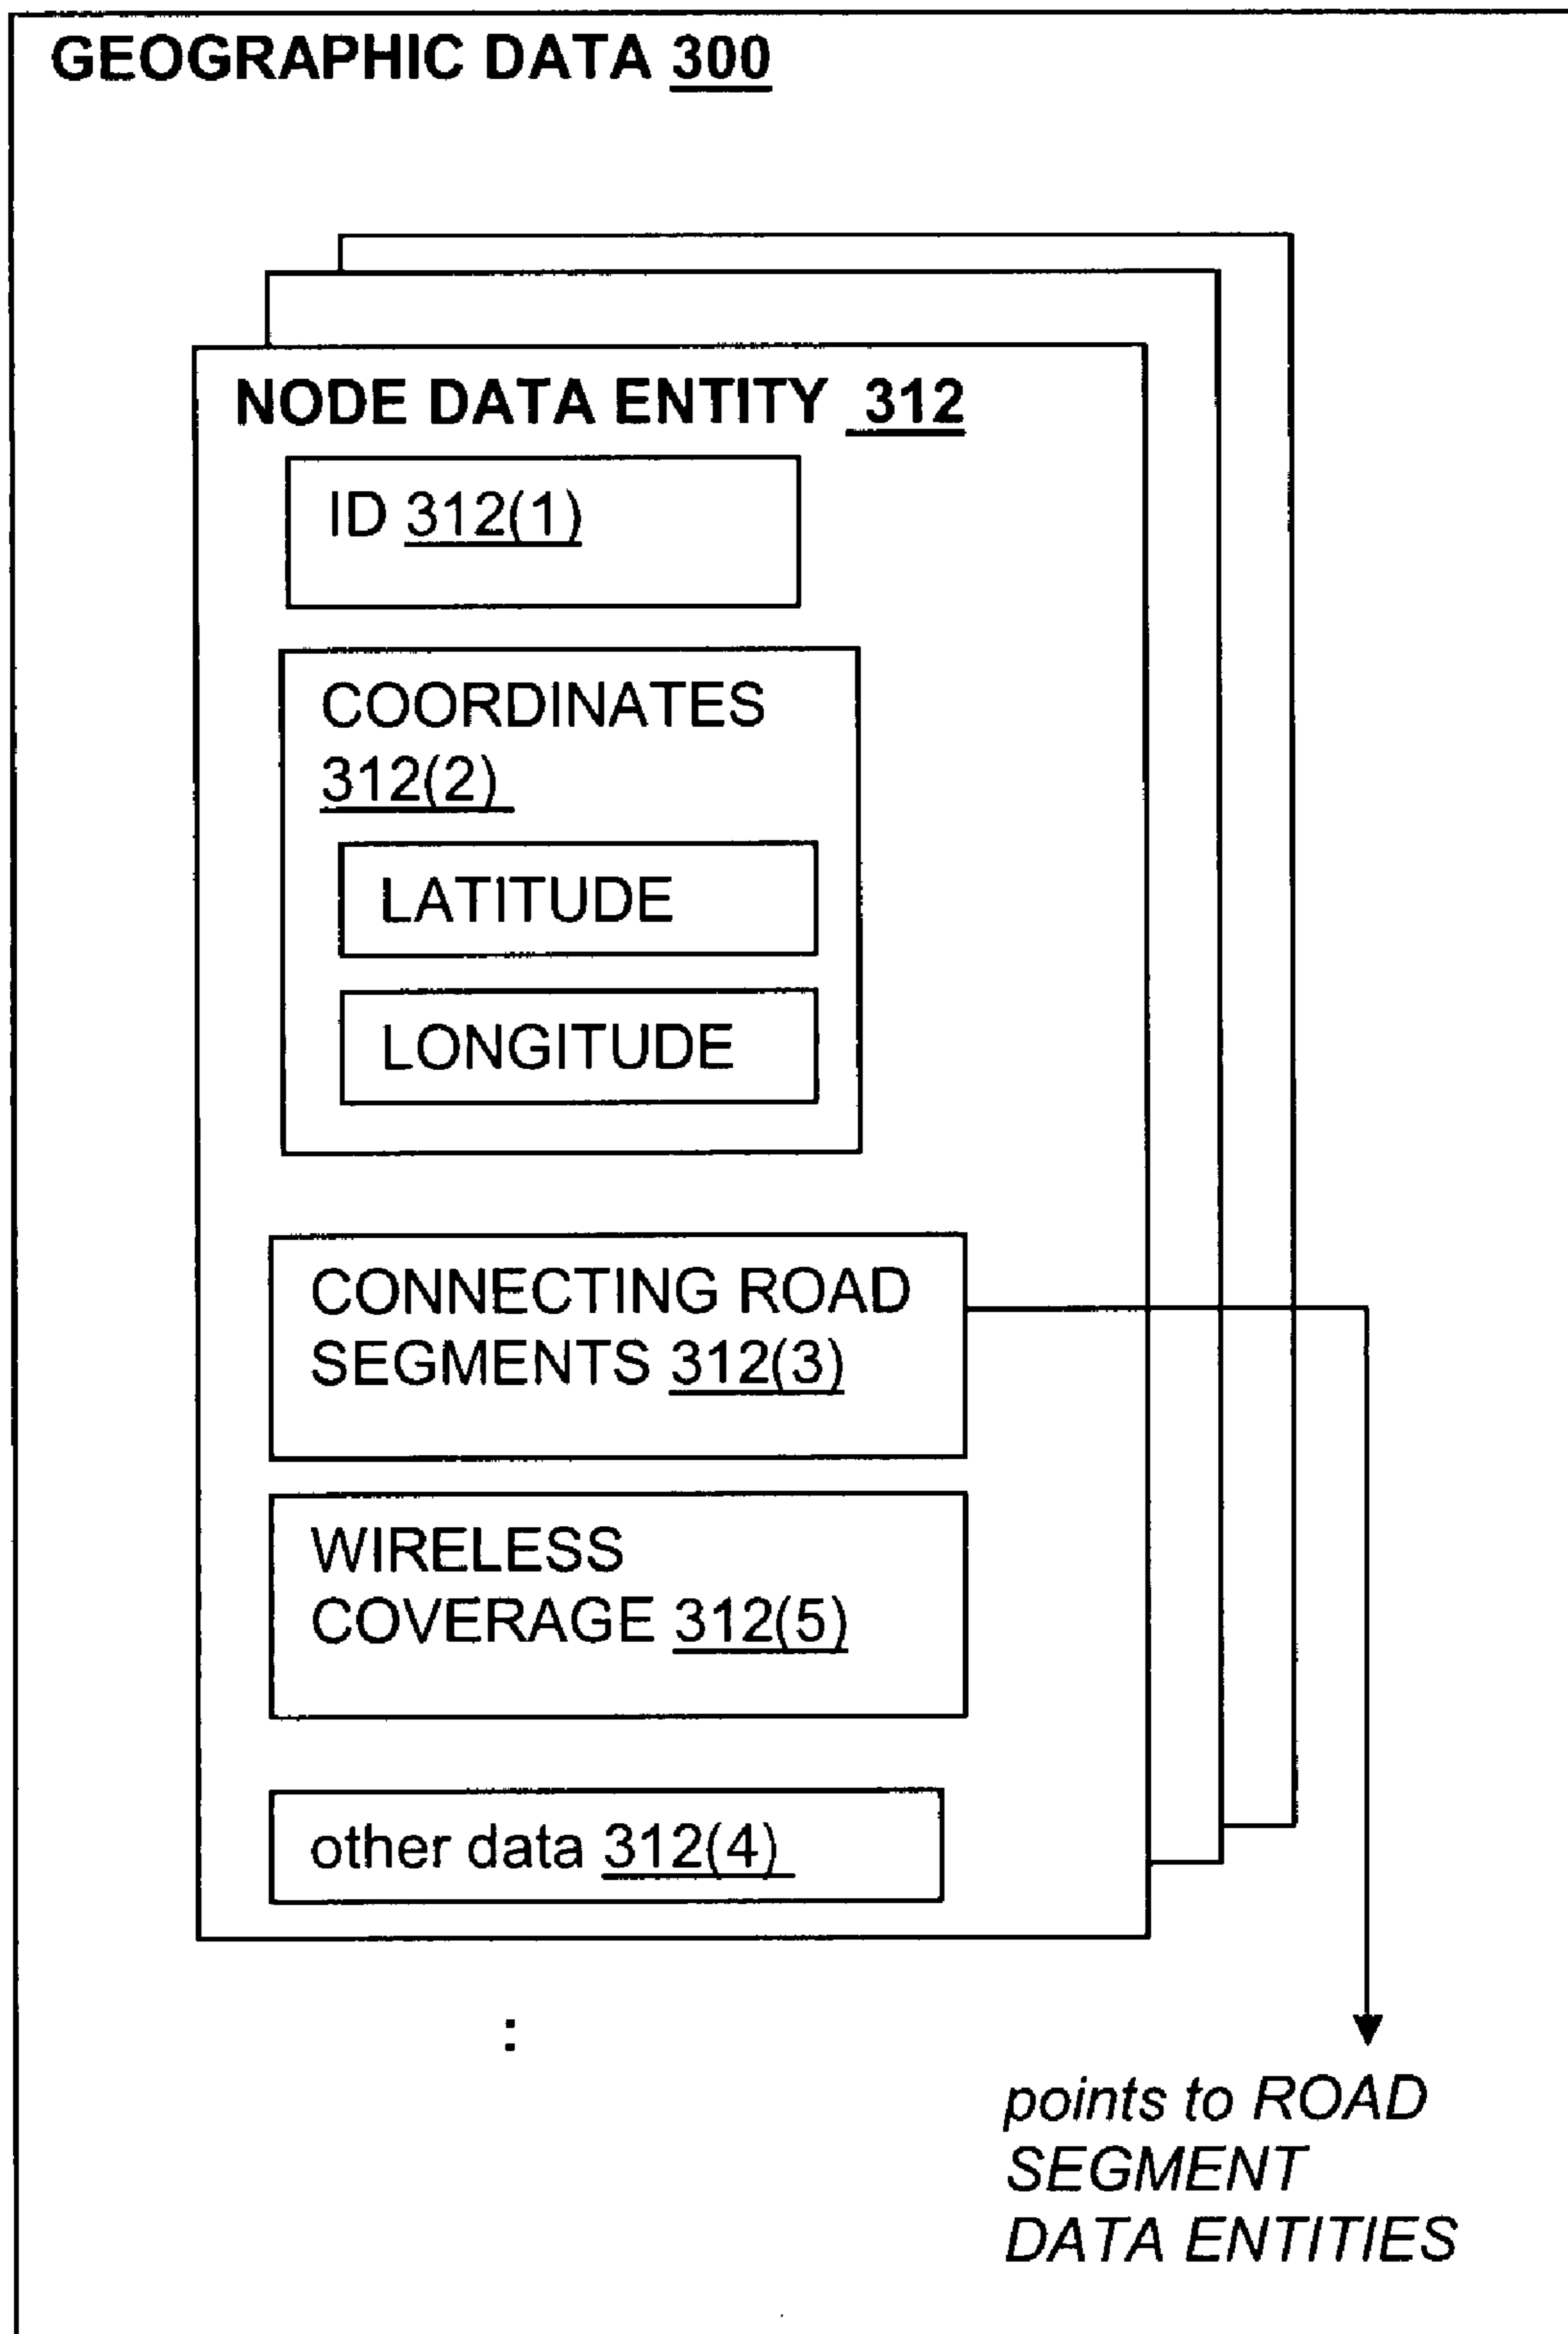 GEOGRAPHIC DATA 300
NODE DATA ENTITY 312
ID 312(1)
COORDINATES
312(2)
LATITUDE
LONGITUDE
CONNECTING ROAD
SEGMENTS 312(3)
WIRELESS
COVERAGE 312(5)
other data 312(4)
:
points to ROAD
SEGMENT
DATA ENTITIES